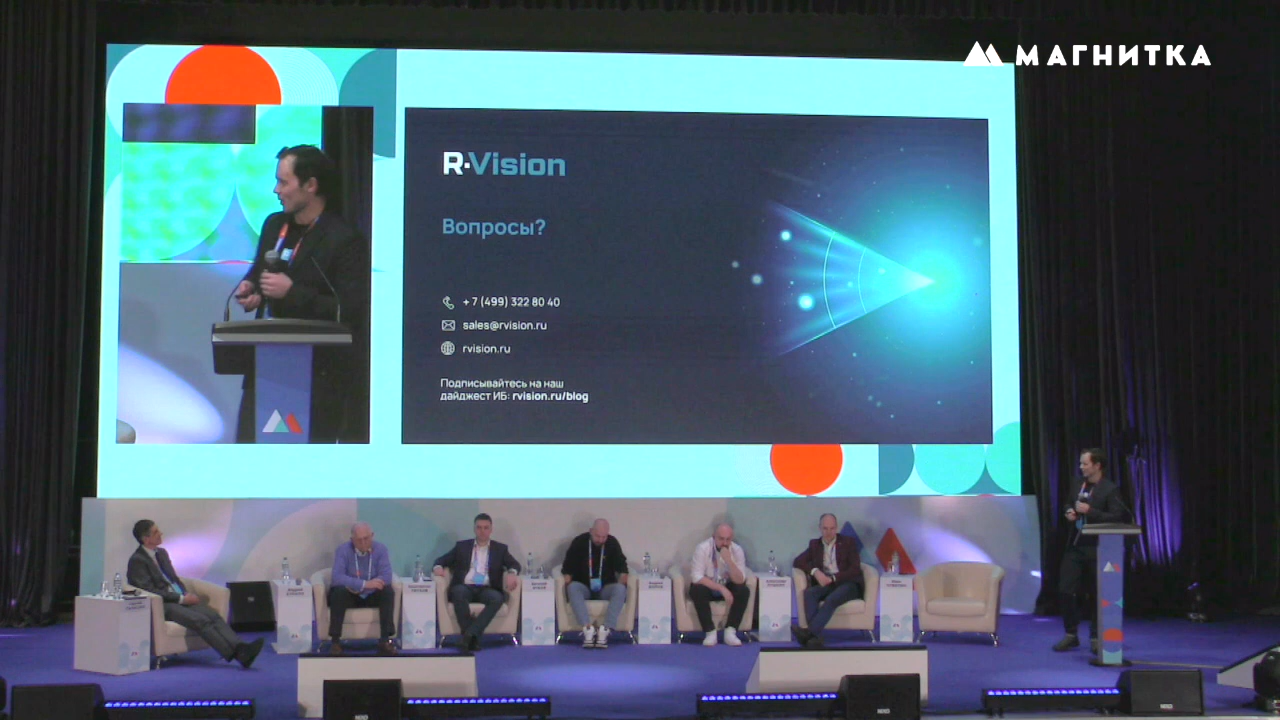 МАГНИТКА
R·Vision
Вопросы?
+ 7 (499) 322 80 40
sales@rvision.ru
rvision.ru
Подписывайтесь на наш
дайджест ИБ: rvision.ru/blog